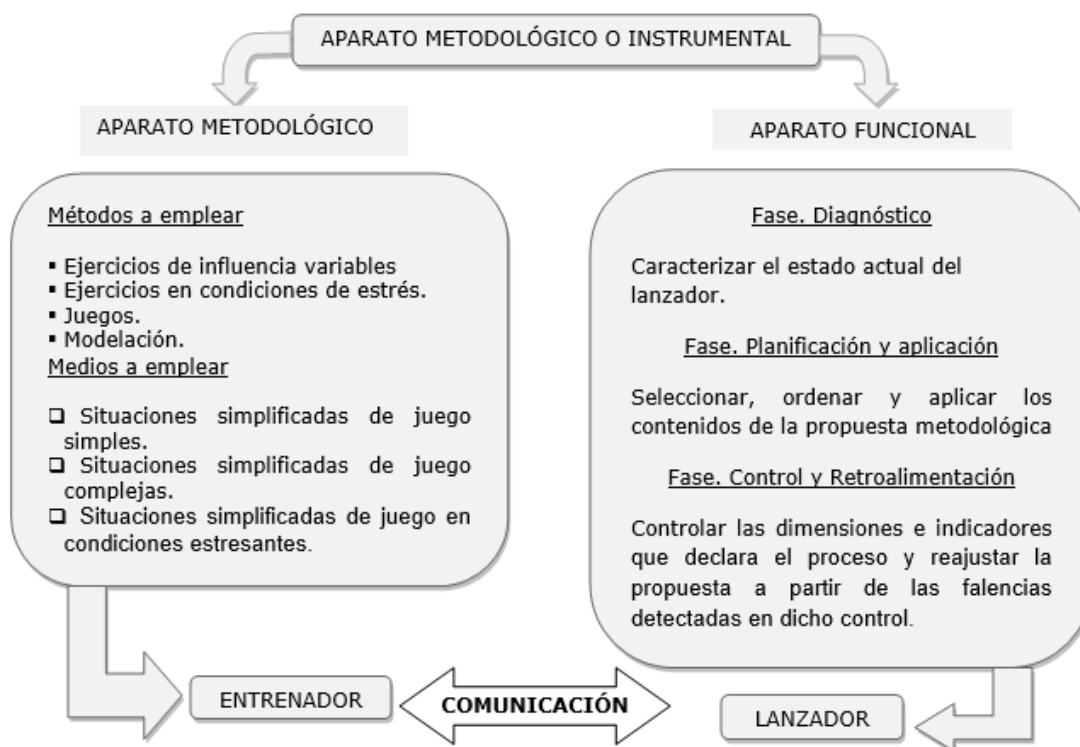 APARATO METODOLÓGICO O INSTRUMENTAL
APARATO METODOLÓGICO
Métodos a emplear
▪ Ejercicios de influencia variables
▪ Ejercicios en condiciones de estrés.
▪ Juegos.
▪ Modelación.
Medios a emplear
❑ Situaciones simplificadas de juego
simples.
❑ Situaciones simplificadas de juego
complejas.
❑ Situaciones simplificadas de juego en
condiciones estresantes.
APARATO FUNCIONAL
Fase. Diagnóstico
Caracterizar el estado actual del
lanzador.
Fase. Planificación y aplicación
Seleccionar, ordenar y aplicar los
contenidos de la propuesta metodológica
Fase. Control y Retroalimentación
Controlar las dimensiones e indicadores
que declara el proceso y reajustar la
propuesta a partir de las falencias
detectadas en dicho control.
ENTRENADOR
COMUNICACIÓN
LANZADOR